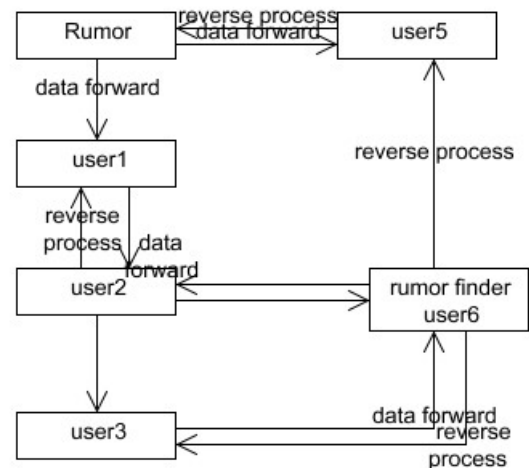 reverse process
Rumor
data forward
user5
data forward
user1
reverse process
reverse
process
data
forward
user2
rumor finder
user6
data forward
user3
reverse
process